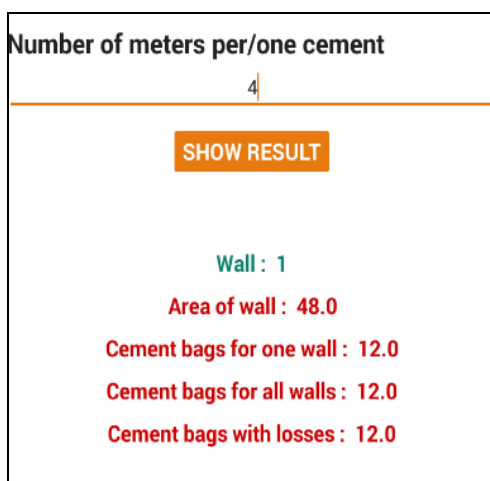 Number of meters per/one cement
4
SHOW RESULT
Wall : 1
Area of wall : 48.0
Cement bags for one wall : 12.0
Cement bags for all walls : 12.0
Cement bags with losses : 12.0